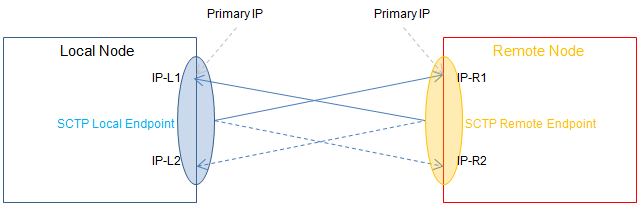 Primary IP
Primary IP
Local Node
Remote Node
IP-L1
IP-R1
SCTP Local Endpoint
SCTP Remote Endpoint
IP-L2
IP-R2